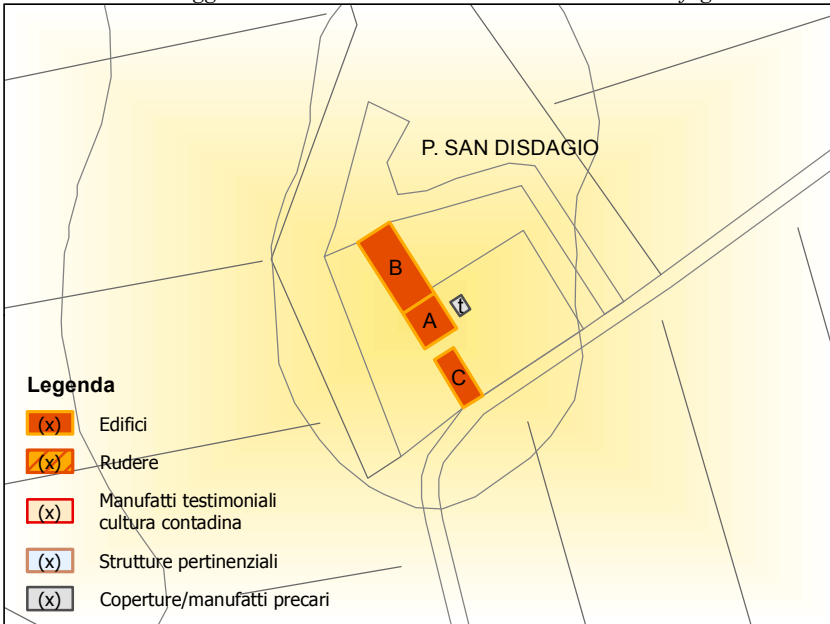 P. SAN DISDAGIO
B
t
A
C
Legenda
(x) Edifici
(x) Rudere
(x) Manufatti testimoniali
cultura contadina
(x) Strutture pertinenziali
(x) Coperture/manufatti precari